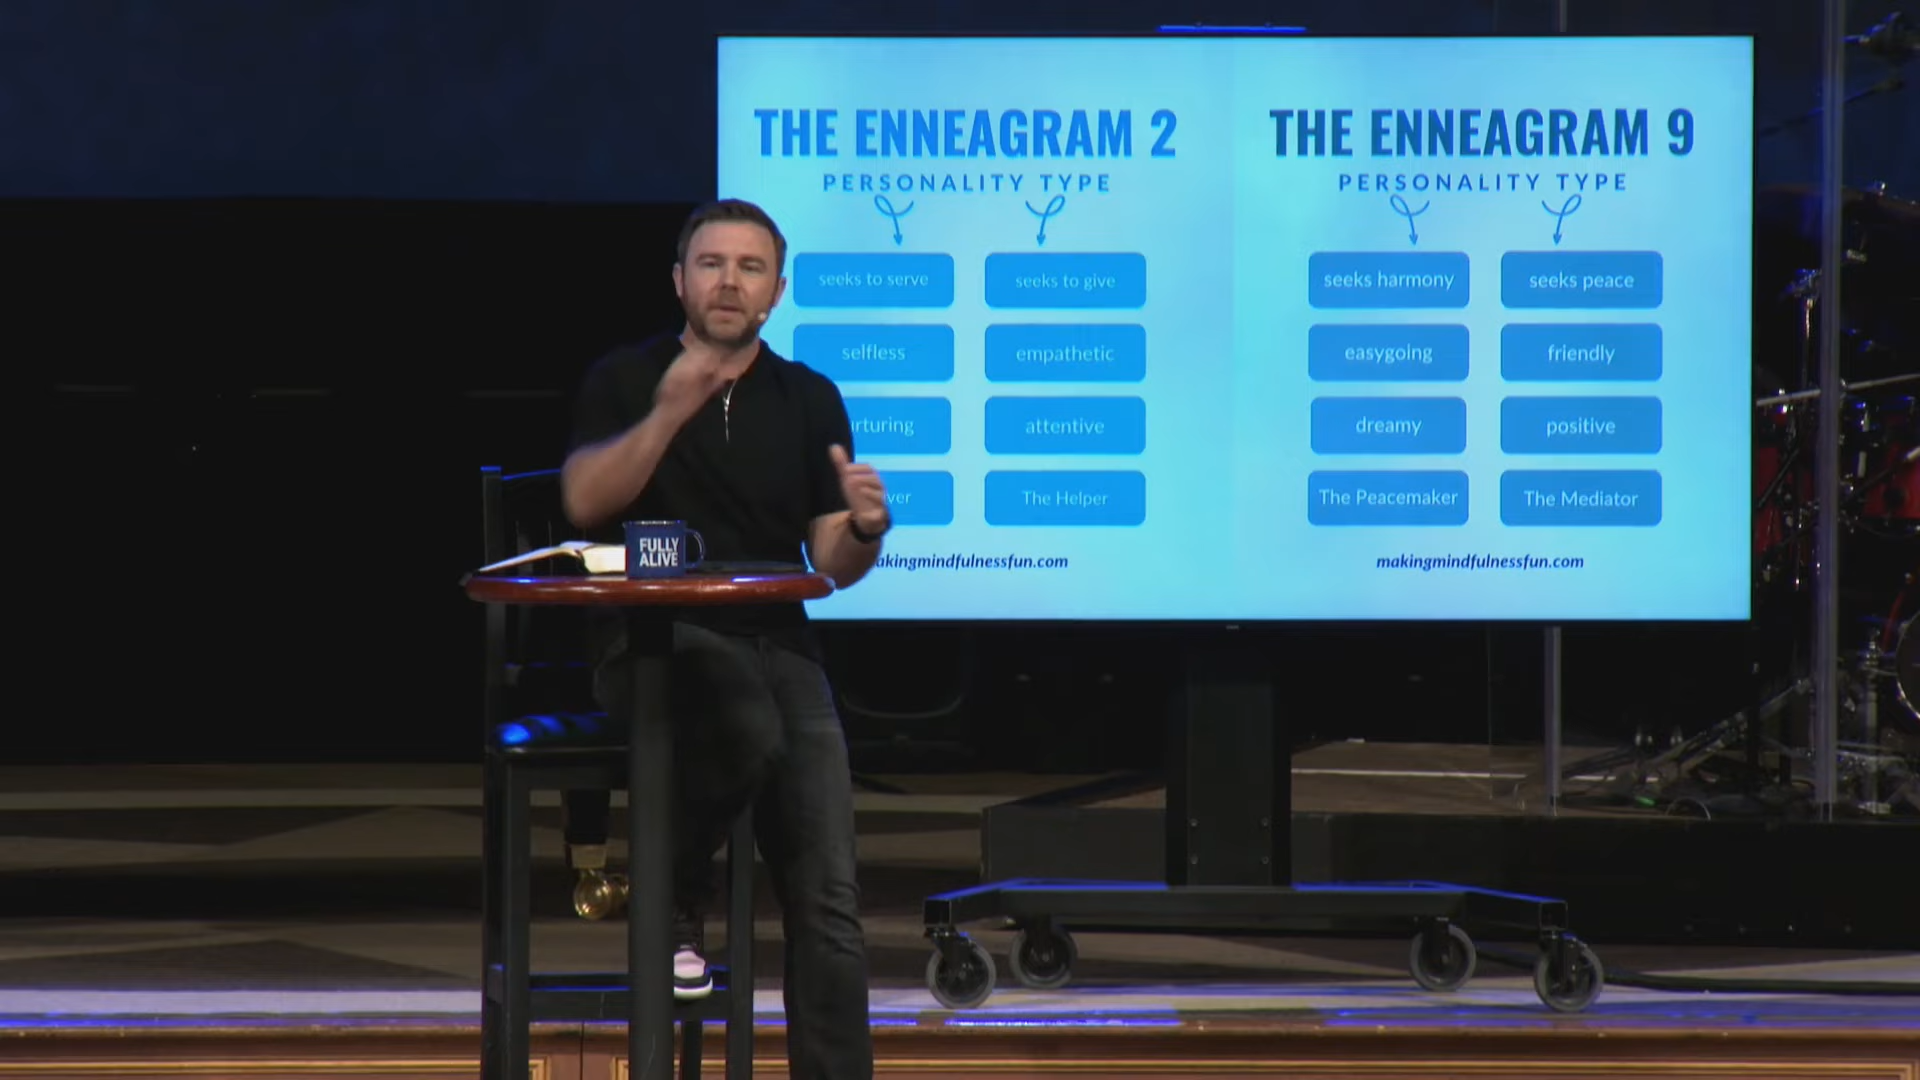 THE ENNEAGRAM 2
PERSONALITY TYPE
seeks to serve
seeks to give
selfless
empathetic
attentive
The Helper
THE ENNEAGRAM 9
PERSONALITY TYPE
seeks harmony
seeks peace
easygoing
friendly
dreamy
positive
The Peacemaker
The Mediator
makingmindfulnessfun.com
FULLY
ALIVE